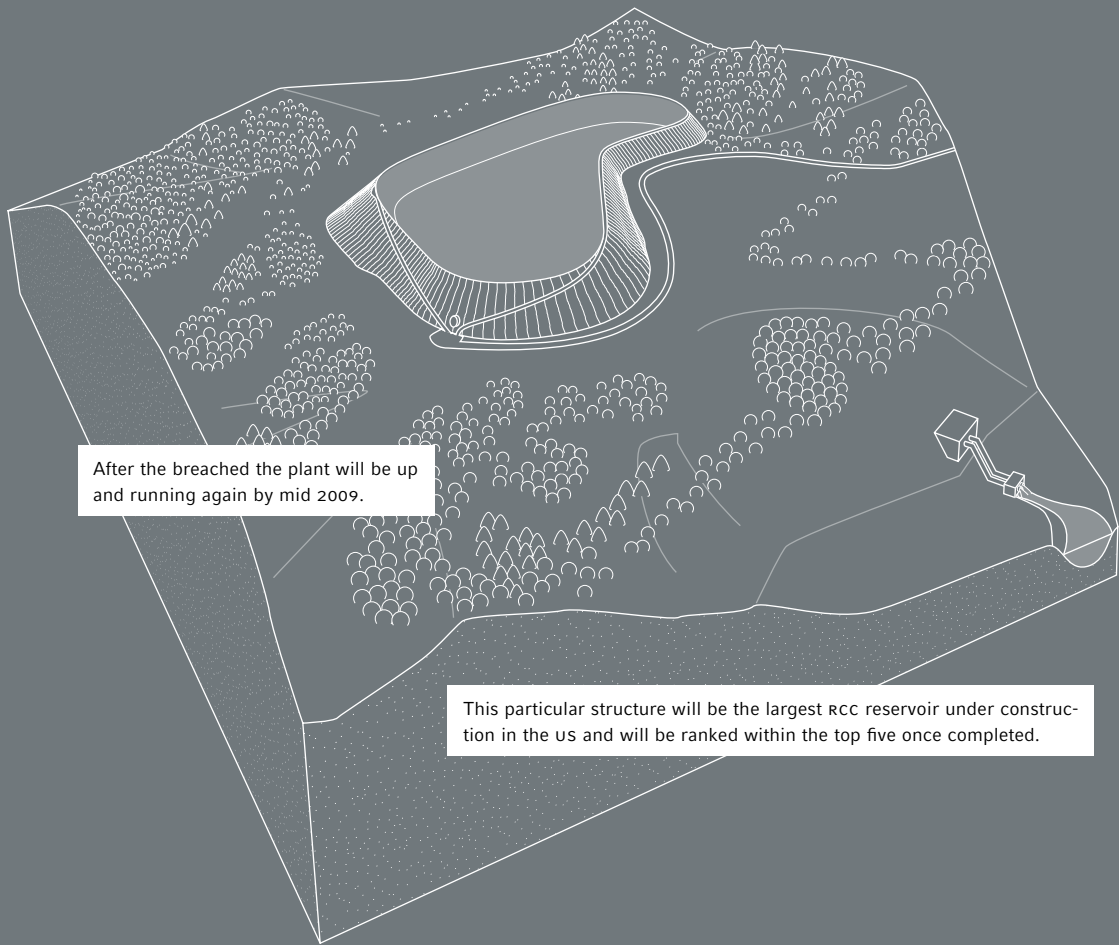 After the breached the plant will be up
and running again by mid 2009.
This particular structure will be the largest RCC reservoir under construc-
tion in the US and will be ranked within the top five once completed.